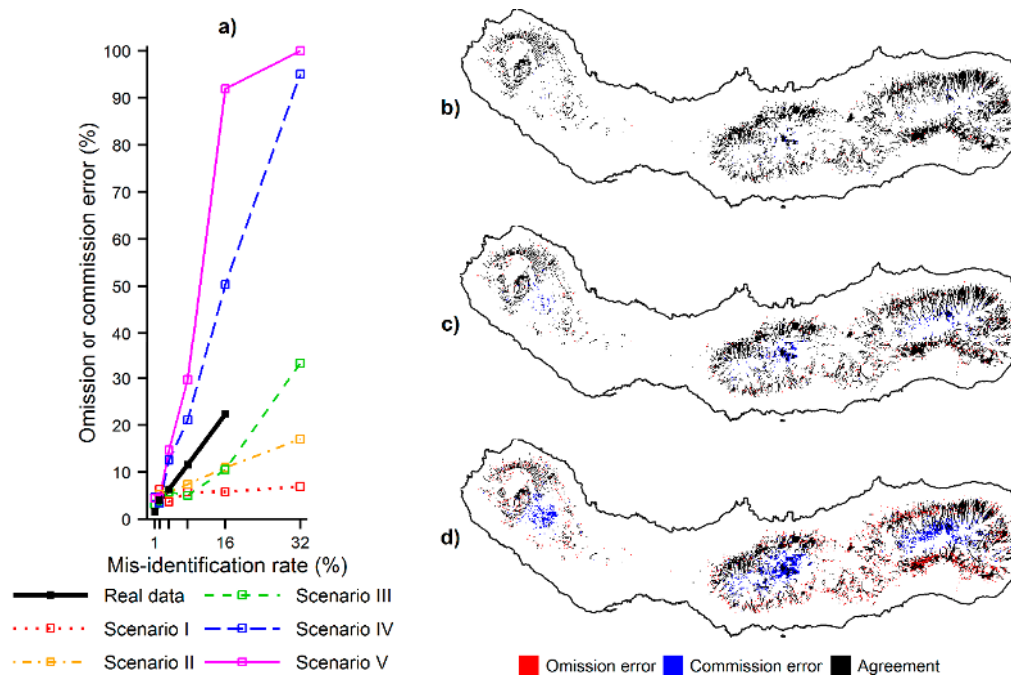 a)
Omission or commission error (%)
100
90
80
70
60
50
40
30
20
10
0
1 16 32
Mis-identification rate (%)
Real data
Scenario I
Scenario II
Scenario III
Scenario IV
Scenario V
b)
c)
d)
Omission error Commission error Agreement